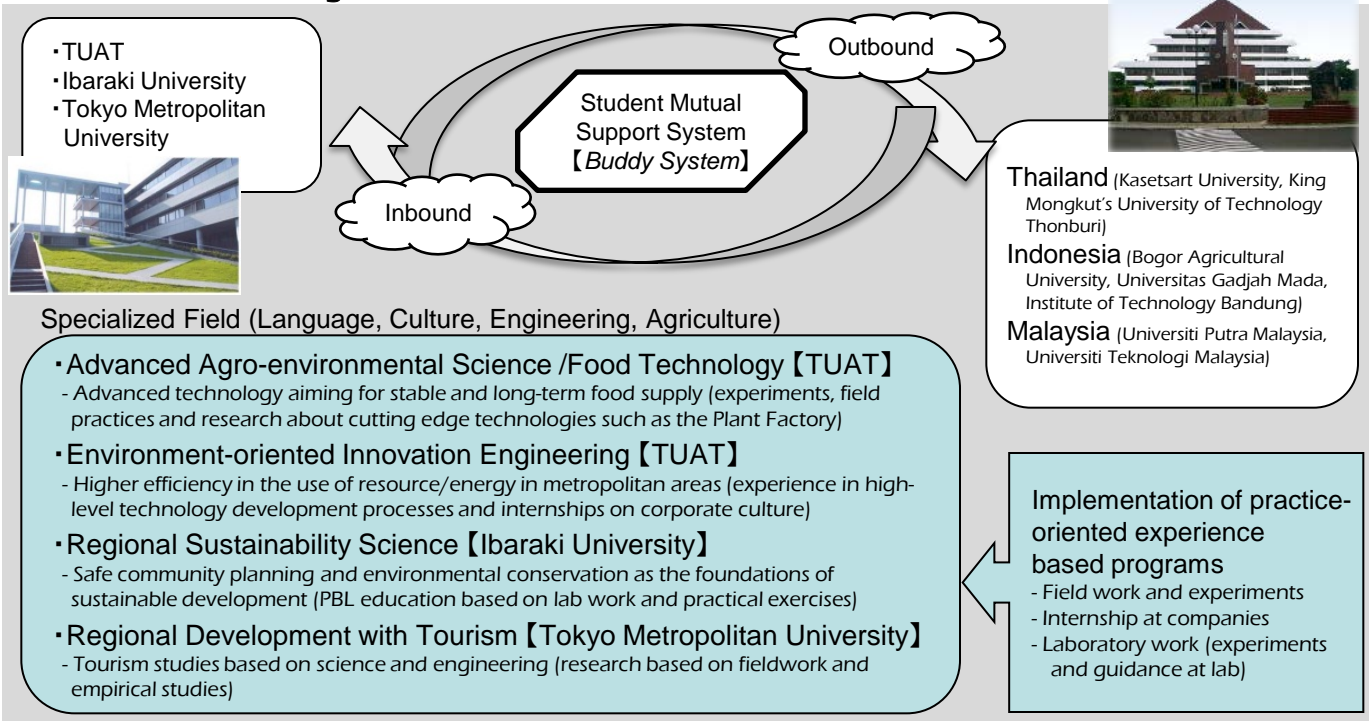 ・TUAT
・Ibaraki University
・Tokyo Metropolitan
University
Outbound
Student Mutual
Support System
【Buddy System】
Inbound
Thailand (Kasetsart University, King
Mongkut's University of Technology
Thonburi)
Indonesia (Bogor Agricultural
University, Universitas Gadjah Mada,
Institute of Technology Bandung)
Malaysia (Universiti Putra Malaysia,
Universiti Teknologi Malaysia)
Specialized Field (Language, Culture, Engineering, Agriculture)
・Advanced Agro-environmental Science /Food Technology【TUAT】
- Advanced technology aiming for stable and long-term food supply (experiments, field
practices and research about cutting edge technologies such as the Plant Factory)
・Environment-oriented Innovation Engineering【TUAT】
- Higher efficiency in the use of resource/energy in metropolitan areas (experience in high-
level technology development processes and internships on corporate culture)
・Regional Sustainability Science【Ibaraki University】
- Safe community planning and environmental conservation as the foundations of
sustainable development (PBL education based on lab work and practical exercises)
・Regional Development with Tourism【Tokyo Metropolitan University】
- Tourism studies based on science and engineering (research based on fieldwork and
empirical studies)
Implementation of practice-
oriented experience
based programs
- Field work and experiments
- Internship at companies
- Laboratory work (experiments
and guidance at lab)